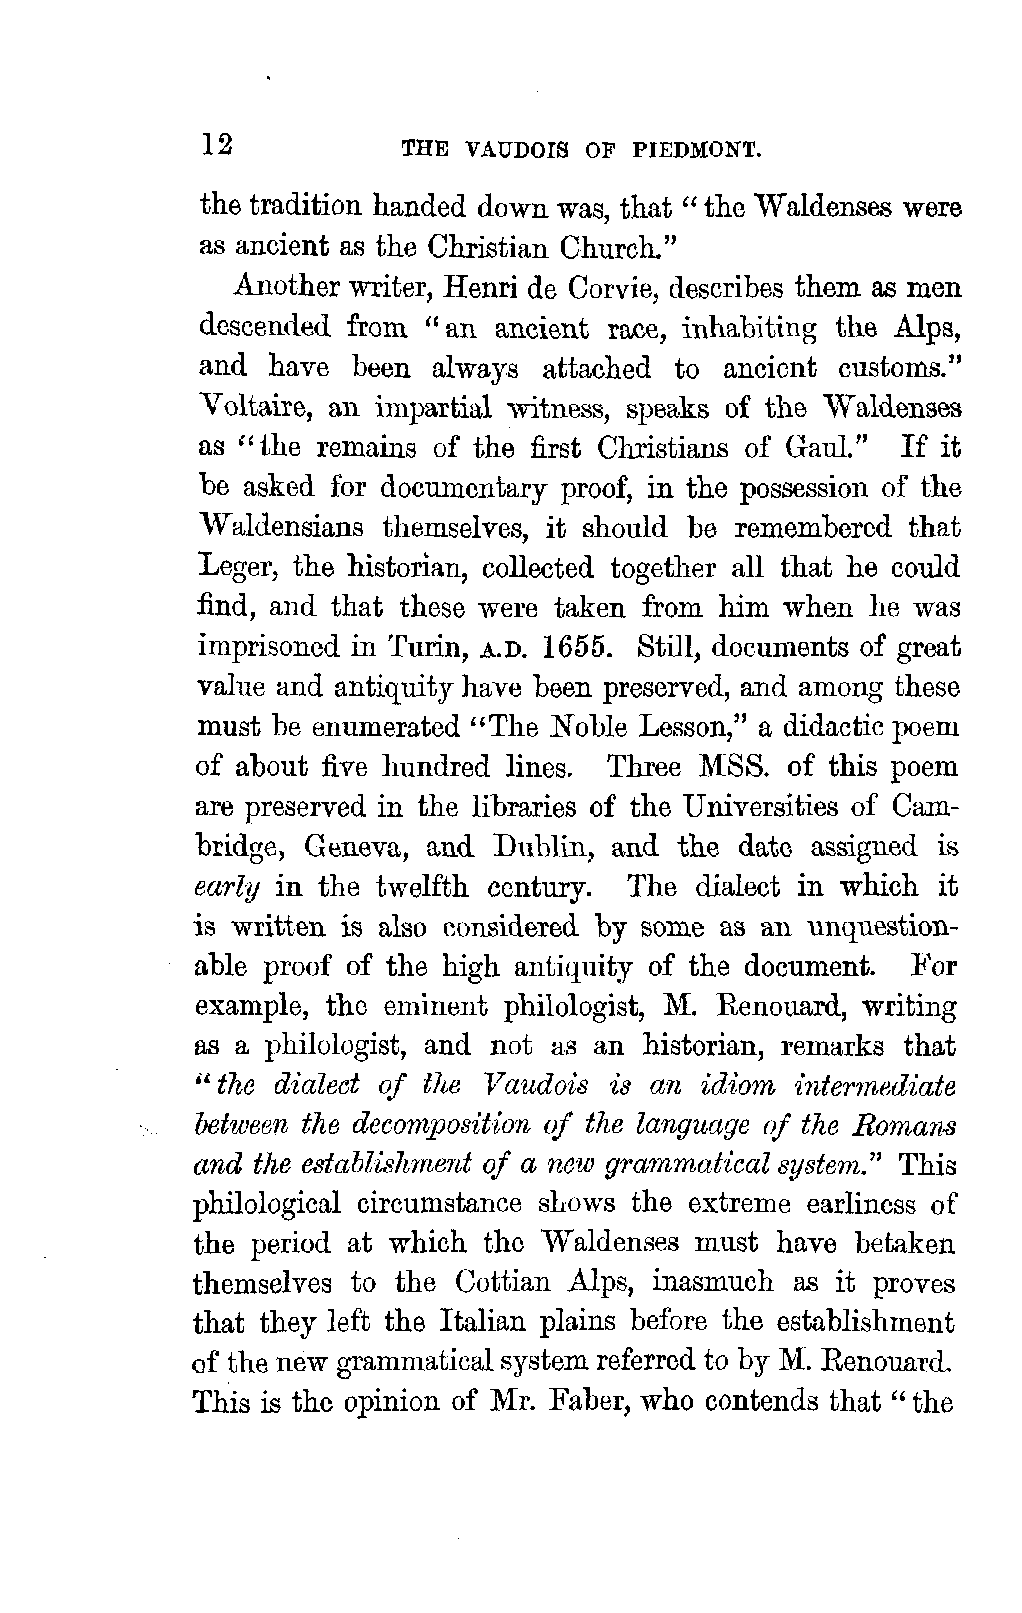 12 THE VAUDOIS OF PIEDMONT.
the tradition handed down was, that “the Waldenses were
as ancient as the Christian Church.”
Another writer, Henri de Corvie, describes them as men
descended from “an ancient race, inhabiting the Alps,
and have been always attached to ancient customs.”
Voltaire, an impartial witness, speaks of the Waldenses
as “the remains of the first Christians of Gaul.” If it
be asked for documentary proof, in the possession of the
Waldensians themselves, it should be remembered that
Leger, the historian, collected together all that he could
find, and that these were taken from him when he was
imprisoned in Turin, A.D. 1655. Still, documents of great
value and antiquity have been preserved, and among these
must be enumerated “The Noble Lesson,” a didactic poem
of about five hundred lines. Three MSS. of this poem
are preserved in the libraries of the Universities of Cam-
bridge, Geneva, and Dublin, and the date assigned is
early in the twelfth century. The dialect in which it
is written is also considered by some as an unquestion-
able proof of the high antiquity of the document. For
example, the eminent philologist, M. Renouard, writing
as a philologist, and not as an historian, remarks that
“the dialect of the Vaudois is an idiom intermediate
between the decomposition of the language of the Romans
and the establishment of a new grammatical system.” This
philological circumstance shows the extreme earliness of
the period at which the Waldenses must have betaken
themselves to the Cottian Alps, inasmuch as it proves
that they left the Italian plains before the establishment
of the new grammatical system referred to by M. Renouard.
This is the opinion of Mr. Faber, who contends that “the